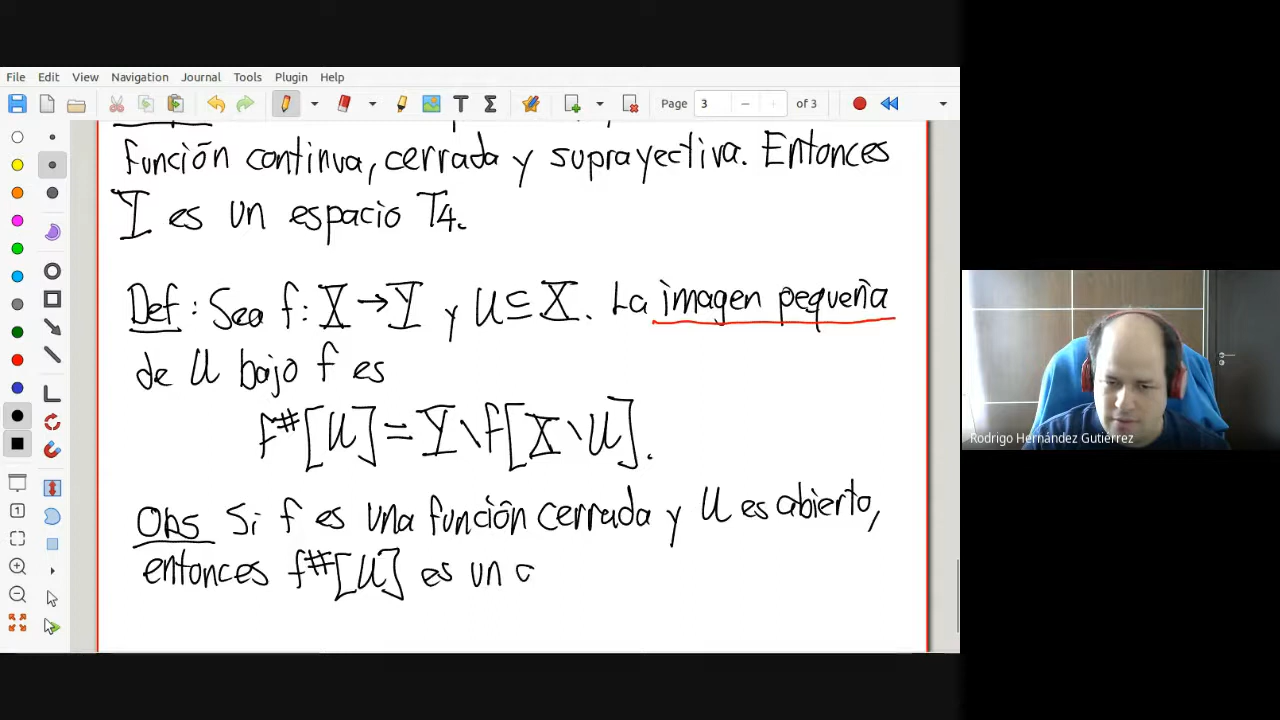 File Edit View Navigation Journal Tools Plugin Help
Page 3 of 3
función continua, cerrada y suprayectiva. Entonces
Y es un espacio T4.
Def: Sea f: X → Y y U ⊆ X. La imagen pequeña
de U bajo f es
f#[U] = Y \ f[X \ U].
Obs Si f es una función cerrada y U es abierto,
entonces f#[U] es un a
Rodrigo Hernández Gutiérrez